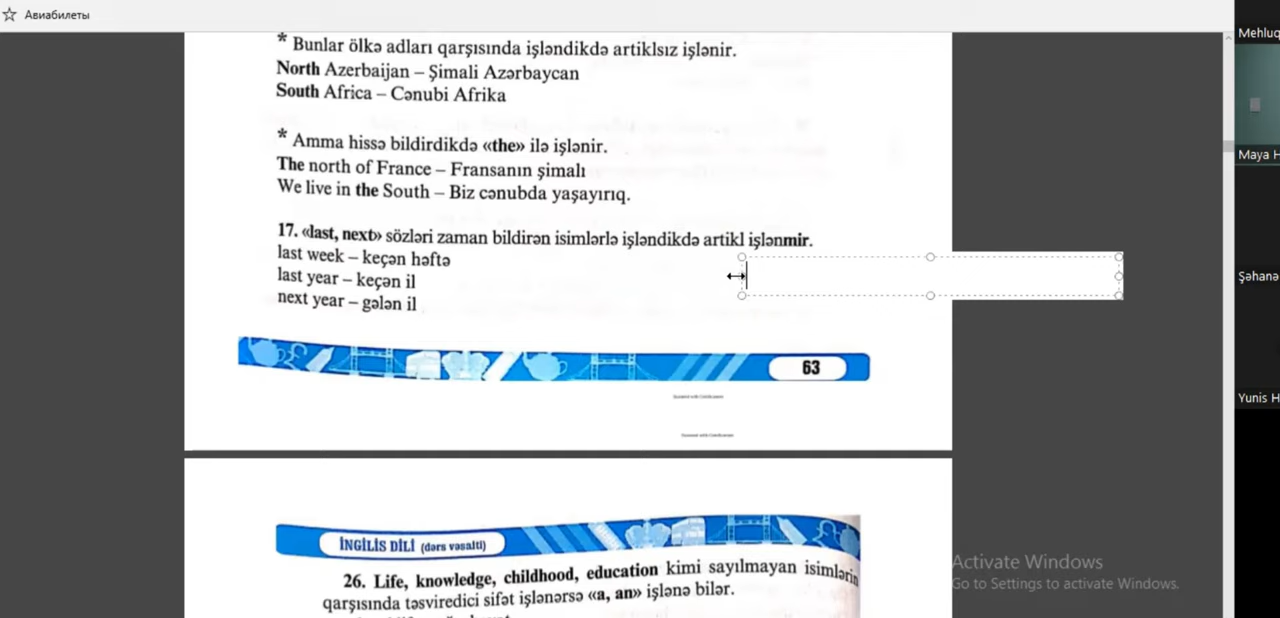 Авиабилеты
* Bunlar ölkə adları qarşısında işləndikdə artiklsız işlənir.
North Azerbaijan – Şimali Azərbaycan
South Africa – Cənubi Afrika
* Amma hissə bildirdikdə «the» ilə işlənir.
The north of France – Fransanın şimalı
We live in the South – Biz cənubda yaşayırıq.
17. «last, next» sözləri zaman bildirən isimlərlə işləndikdə artikl işlənmir.
last week – keçən həftə
last year – keçən il
next year – gələn il
63
İNGİLİS DİLİ (dərs vəsaiti)
26. Life, knowledge, childhood, education kimi sayılmayan isimlərin
qarşısında təsviredici sifət işlənərsə «a, an» işlənə bilər.
Activate Windows
Go to Settings to activate Windows.
Mehluq
Maya H
Şəhanə
Yunis H